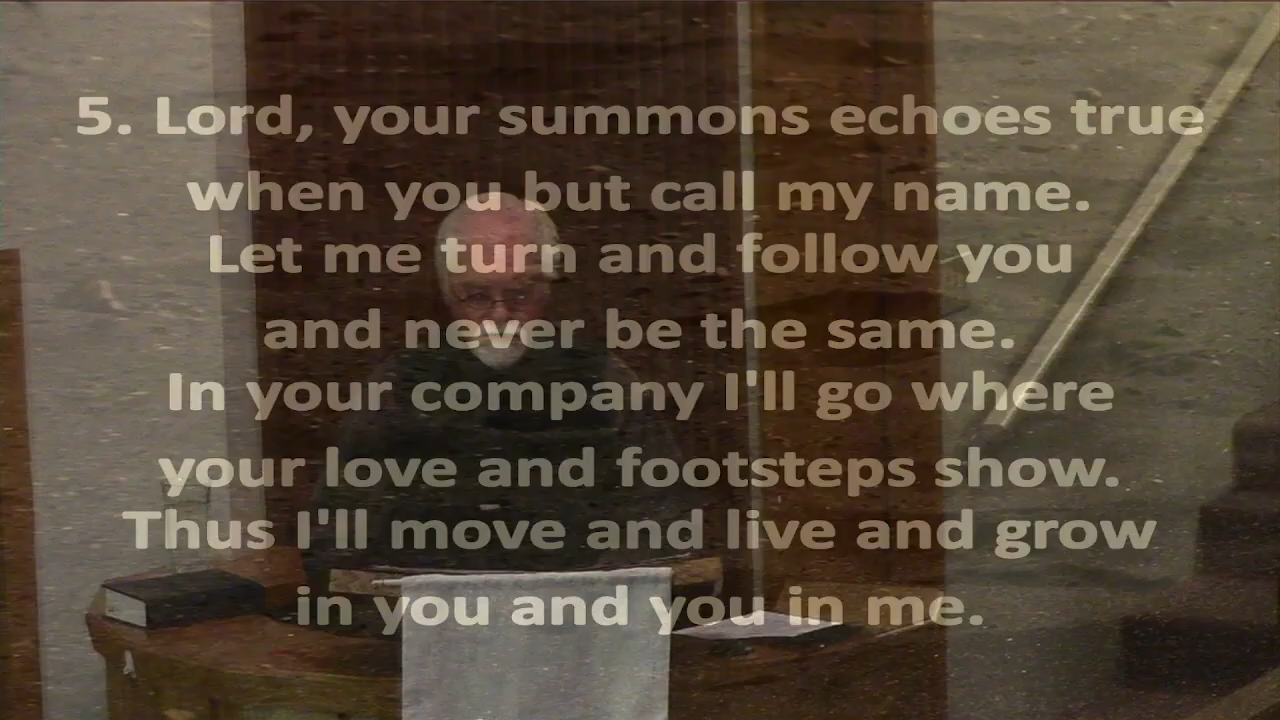 5. Lord, your summons echoes true
when you but call my name.
Let me turn and follow you
and never be the same.
In your company I'll go where
your love and footsteps show.
Thus I'll move and live and grow
in you and you in me.